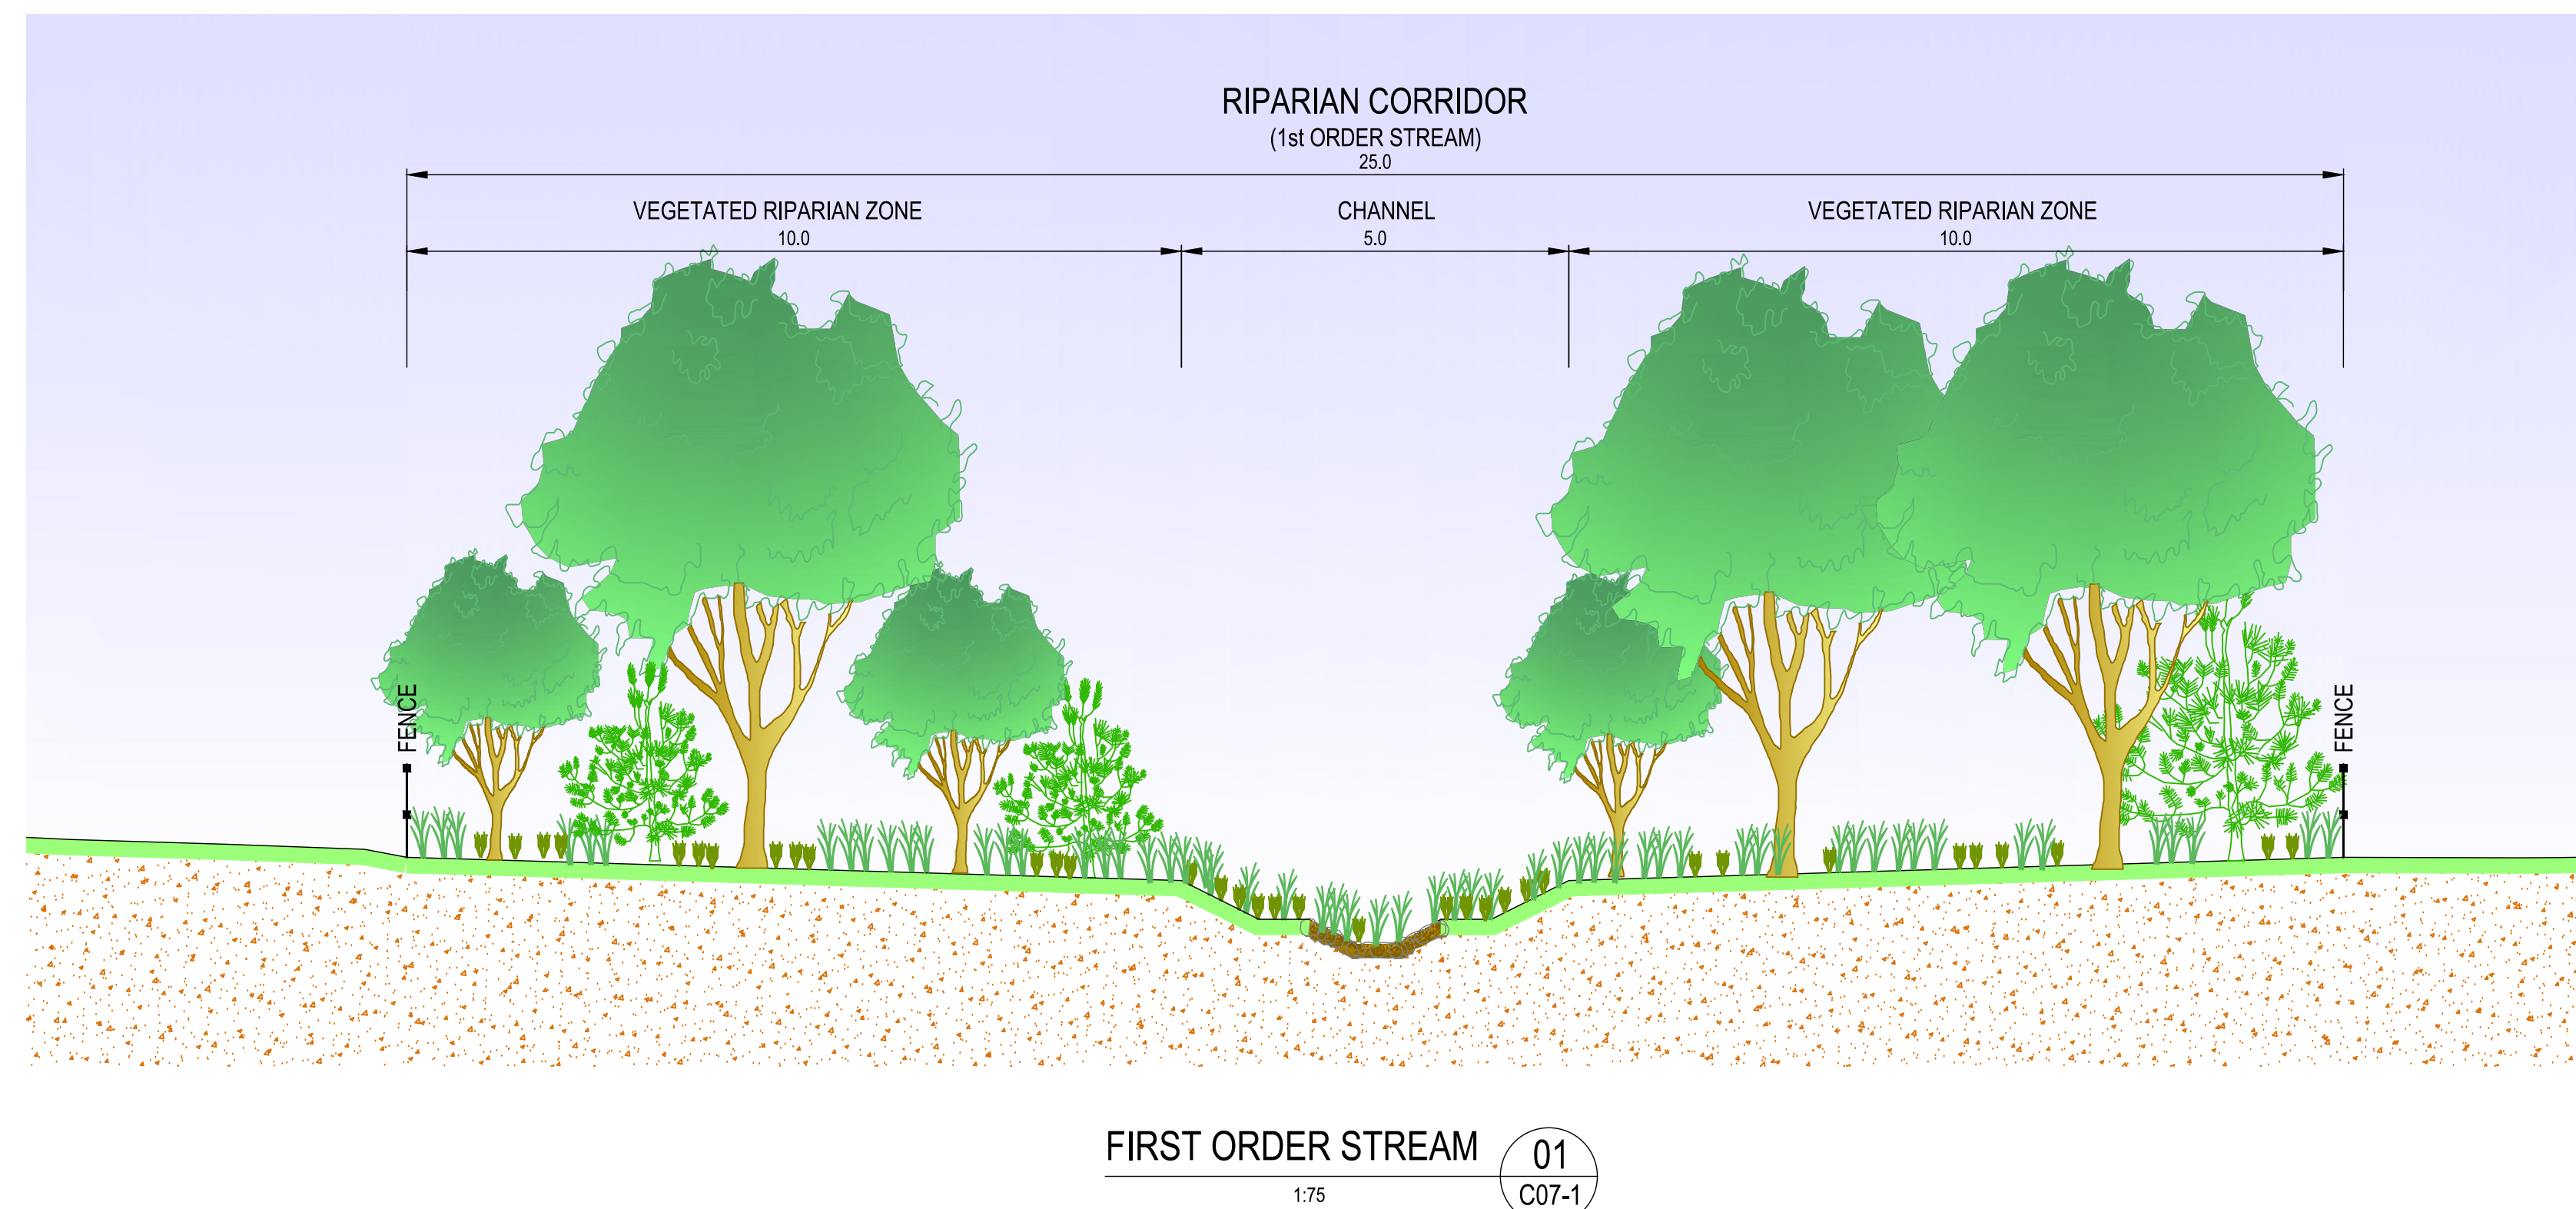 RIPARIAN CORRIDOR
(1st ORDER STREAM)
25.0
VEGETATED RIPARIAN ZONE
10.0
CHANNEL
5.0
VEGETATED RIPARIAN ZONE
10.0
FENCE
FENCE
FIRST ORDER STREAM
1:75
01
C07-1